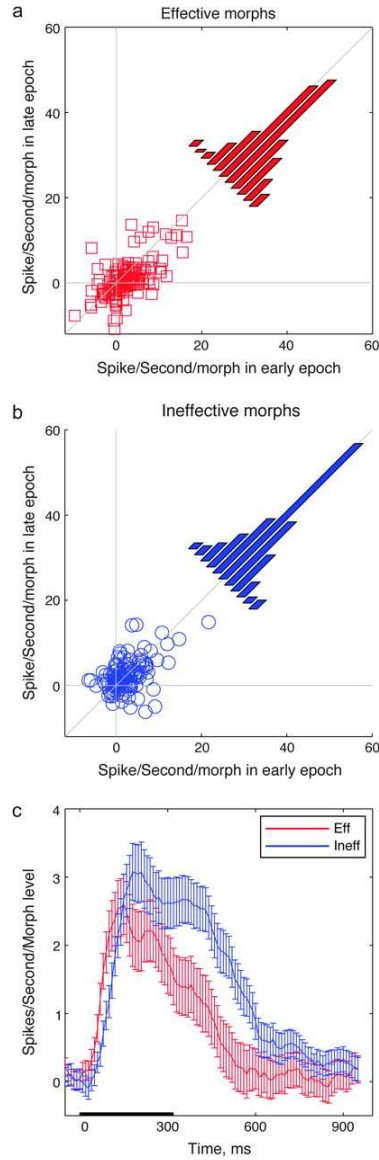 a
Effective morphs
60
40
20
0
Spike/Second/morph in late epoch
0 20 40 60
Spike/Second/morph in early epoch
b
Ineffective morphs
60
40
20
0
Spike/Second/morph in late epoch
0 20 40 60
Spike/Second/morph in early epoch
c
Eff
Ineff
4
3
2
1
0
Spikes/Second/Morph level
0 300 600 900
Time, ms